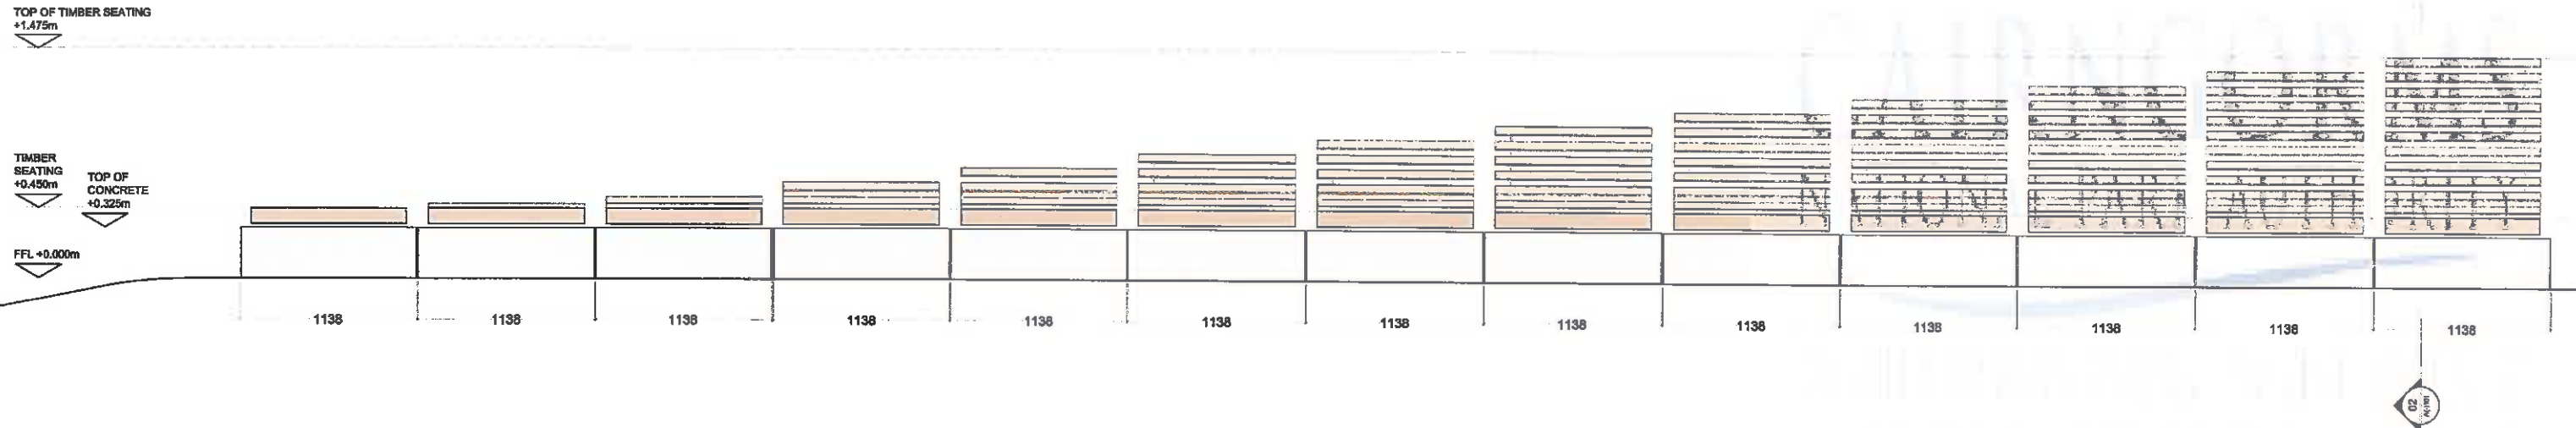 TOP OF TIMBER SEATING
+1.475m
TIMBER
SEATING
+0.450m
TOP OF
CONCRETE
+0.325m
FFL +0.000m
1138 1138 1138 1138 1138 1138 1138 1138 1138 1138 1138 1138 1138
02